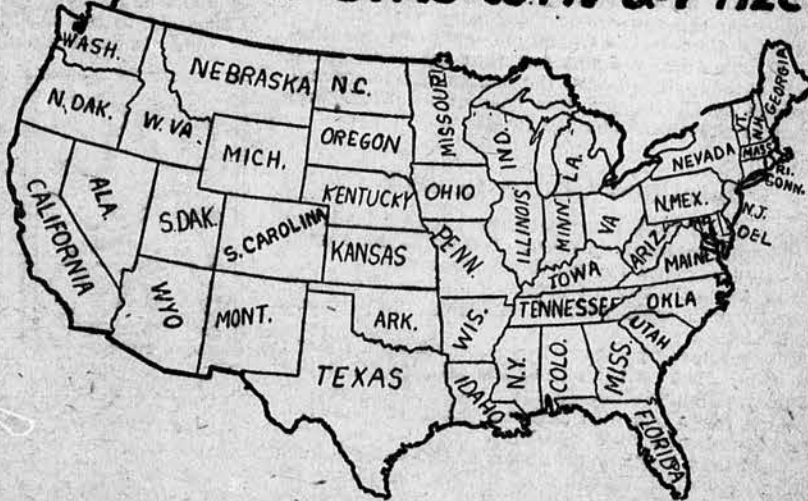 WASH.
NEBRASKA
N.C.
MISSOURI
N. DAK.
W. VA.
MICH.
OREGON
IND.
LA.
VT.
N.H.
GEORGIA
MASS
RI.
CONN.
NEVADA
CALIFORNIA
ALA.
S. DAK.
S. CAROLINA
KENTUCKY
OHIO
ILLINOIS
MINN.
VA
N. MEX.
N.J.
DEL
KANSAS
PENN.
IOWA
ARIZ
MAINE
WYO
MONT.
ARK.
WIS.
TENNESSEE
OKLA
UTAH
TEXAS
IDAHO
N.Y.
COLO.
MISS.
FLORIDA